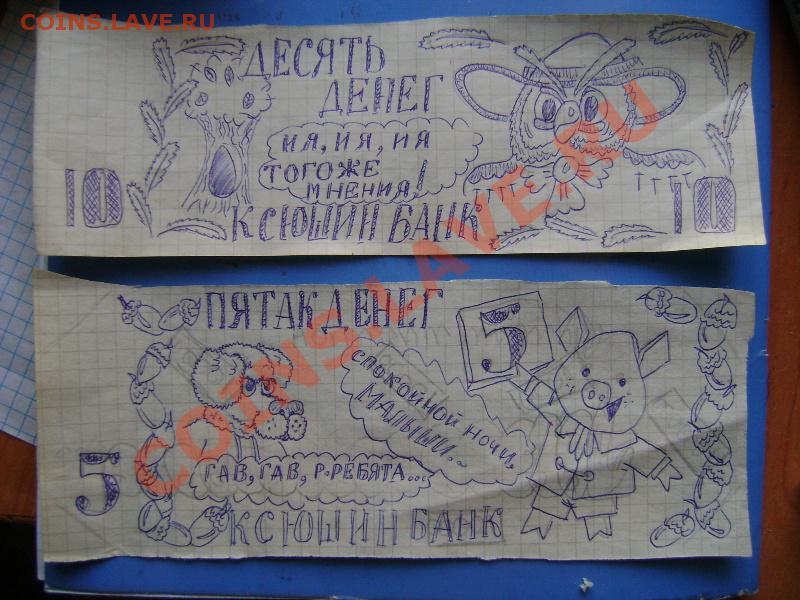 COINS.LAVE.RU
ДЕСЯТЬ
ДЕНЕГ
ИЯ, ИЯ, ИЯ
ТОГОЖЕ
МНЕНИЯ!
10
10
КСЮШИН БАНК
ПЯТАК ДЕНЕГ
5
СПОКОЙНОЙ НОЧИ,
МАЛЫШИ...
ГАВ, ГАВ, Р-РЕБЯТА...
5
КСЮШИН БАНК
COINS.LAVE.RU